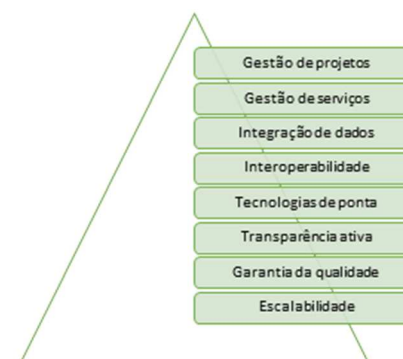 Gestão de projetos
Gestão de serviços
Integração de dados
Interoperabilidade
Tecnologias de ponta
Transparência ativa
Garantia da qualidade
Escalabilidade